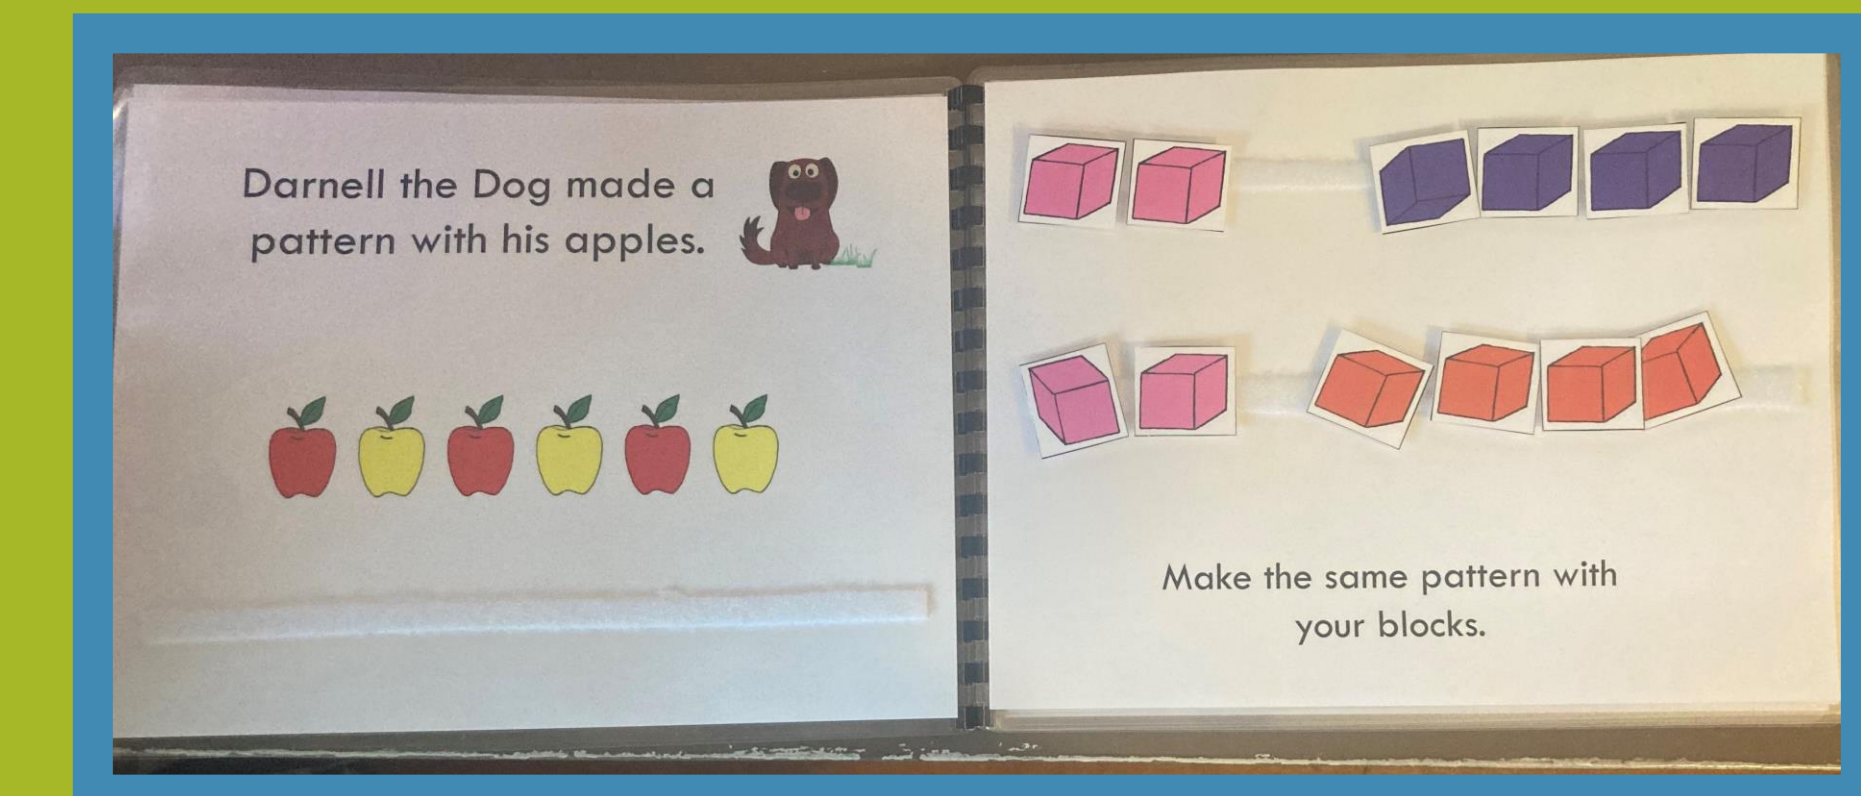 Darnell the Dog made a
pattern with his apples.
Make the same pattern with
your blocks.